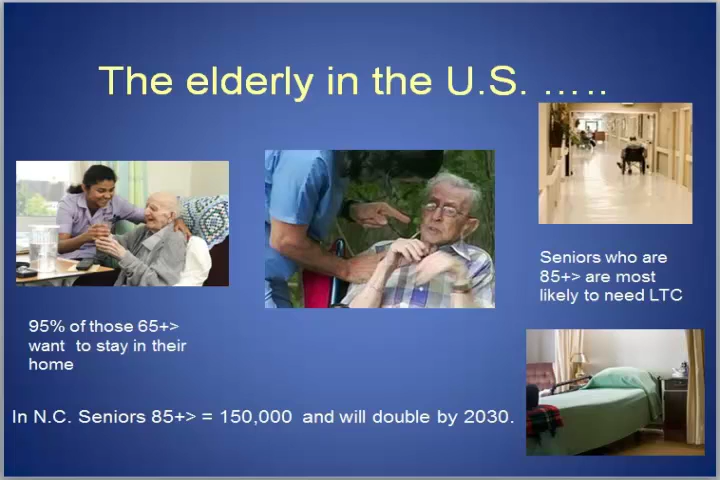 The elderly in the U.S. …..
Seniors who are
85+> are most
likely to need LTC
95% of those 65+>
want  to stay in their
home
In N.C. Seniors 85+> = 150,000  and will double by 2030.